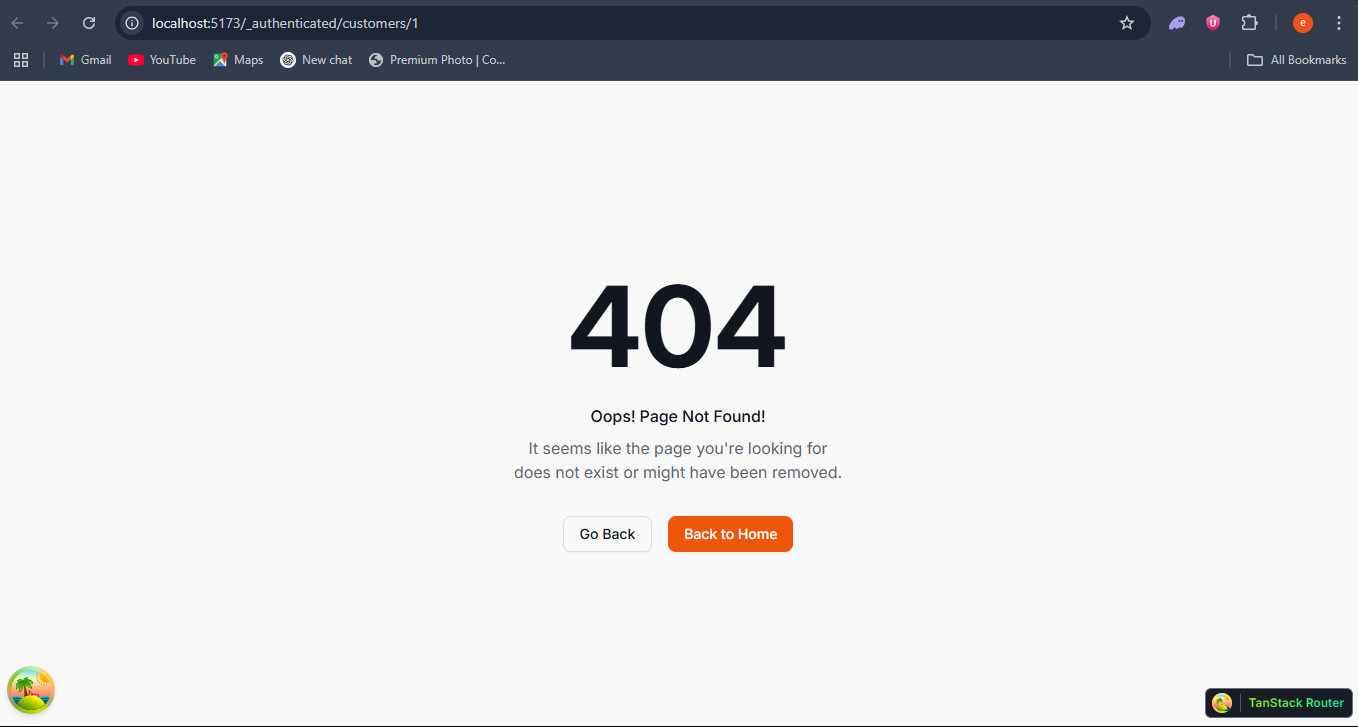 localhost:5173/_authenticated/customers/1
e
Gmail
YouTube
Maps
New chat
Premium Photo | Co...
All Bookmarks
404
Oops! Page Not Found!
It seems like the page you're looking for
does not exist or might have been removed.
Go Back
Back to Home
TanStack Router